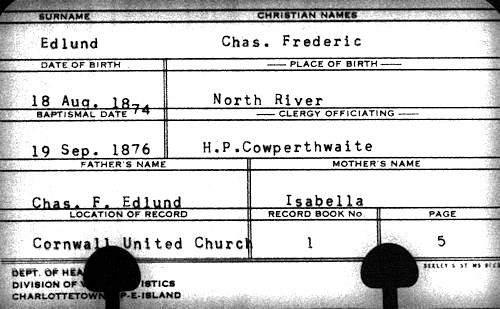 SURNAME CHRISTIAN NAMES
Edlund Chas. Frederic
DATE OF BIRTH PLACE OF BIRTH
18 Aug. 1874 North River
BAPTISMAL DATE CLERGY OFFICIATING
19 Sep. 1876 H.P.Cowperthwaite
FATHER'S NAME MOTHER'S NAME
Chas. F. Edlund Isabella
LOCATION OF RECORD RECORD BOOK No. PAGE
Cornwall United Church 1 5
DEPT. OF
DIVISION OF
CHARLOTTETOWN P-E-ISLAND